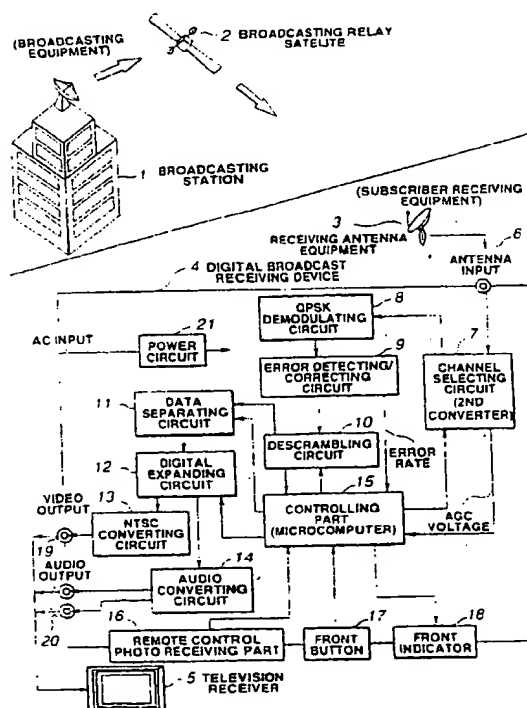 (BROADCASTING
EQUIPMENT)
2 BROADCASTING RELAY
SATELITE
1 BROADCASTING
STATION
(SUBSCRIBER RECEIVING
EQUIPMENT)
3
RECEIVING ANTENNA
EQUIPMENT
6
ANTENNA
INPUT
4 DIGITAL BROADCAST
RECEIVING DEVICE
8
QPSK
DEMODULATING
CIRCUIT
AC INPUT
21
POWER
CIRCUIT
9
ERROR DETECTING/
CORRECTING CIRCUIT
7
CHANNEL
SELECTING
CIRCUIT
(2ND
CONVERTER)
11
DATA
SEPARATING
CIRCUIT
10
DESCRAMBLING
CIRCUIT
ERROR
RATE
12
DIGITAL
EXPANDING
CIRCUIT
15
CONTROLLING
PART
(MICROCOMPUTER)
AGC
VOLTAGE
VIDEO
OUTPUT
13
NTSC
CONVERTING
CIRCUIT
19
AUDIO
OUTPUT
14
AUDIO
CONVERTING
CIRCUIT
20
16
REMOTE CONTROL
PHOTO RECEIVING PART
17
FRONT
BUTTON
18
FRONT
INDICATOR
5 TELEVISION
RECEIVER